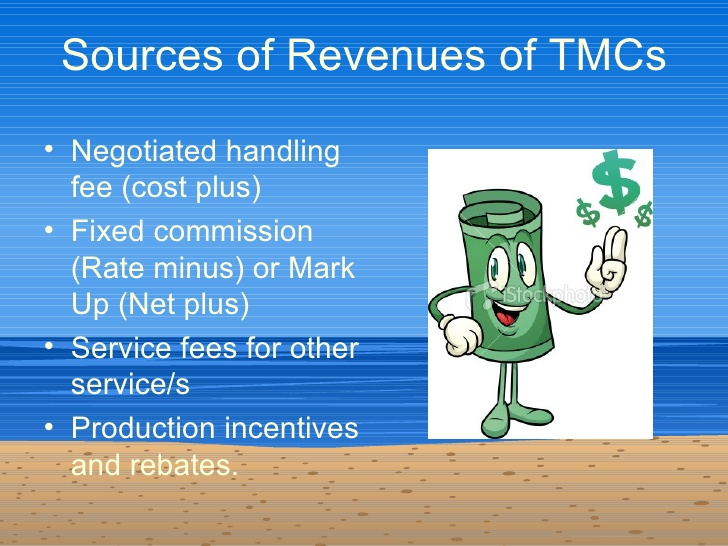 Sources of Revenues of TMCs
• Negotiated handling
fee (cost plus)
• Fixed commission
(Rate minus) or Mark
Up (Net plus)
• Service fees for other
service/s
• Production incentives
and rebates.
$
$
$
iStockphoto